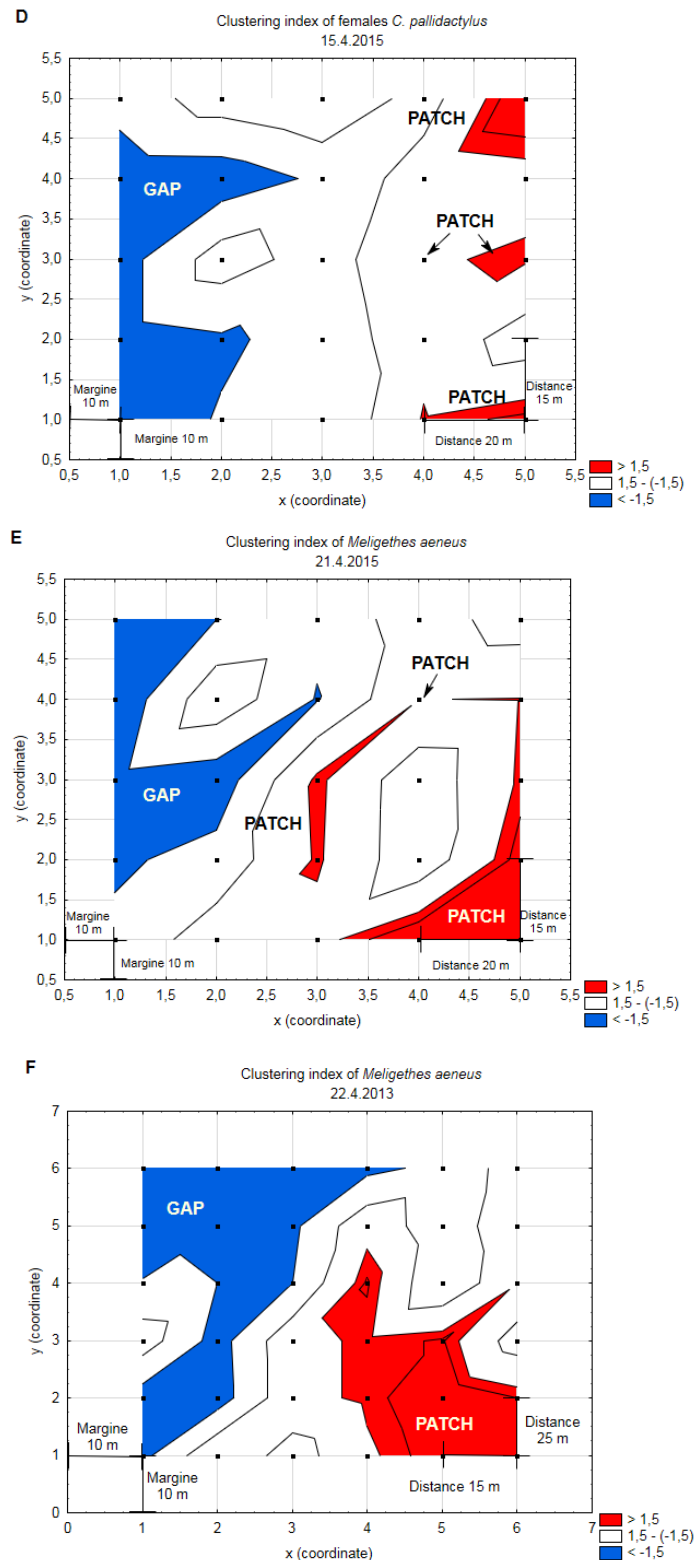 D
Clustering index of females C. pallidactylus
15.4.2015
5,5
5,0
PATCH
4,5
4,0
GAP
3,5
PATCH
3,0
y (coordinate)
2,5
2,0
Margine
10 m
Distance
15 m
1,5
PATCH
1,0
Margine 10 m
Distance 20 m
0,5
0,5 1,0 1,5 2,0 2,5 3,0 3,5 4,0 4,5 5,0 5,5
x (coordinate)
> 1,5
1,5 - (-1,5)
< -1,5
E
Clustering index of Meligethes aeneus
21.4.2015
5,5
5,0
4,5
PATCH
4,0
3,5
3,0
GAP
y (coordinate)
2,5
PATCH
2,0
1,5
Margine
10 m
PATCH
Distance
15 m
1,0
Margine 10 m
Distance 20 m
0,5
0,5 1,0 1,5 2,0 2,5 3,0 3,5 4,0 4,5 5,0 5,5
x (coordinate)
> 1,5
1,5 - (-1,5)
< -1,5
F
Clustering index of Meligethes aeneus
22.4.2013
7
6
GAP
5
4
y (coordinate)
3
2
PATCH
Margine
10 m
Distance
25 m
1
Margine
10 m
Distance 15 m
0
0 1 2 3 4 5 6 7
x (coordinate)
> 1,5
1,5 - (-1,5)
< -1,5